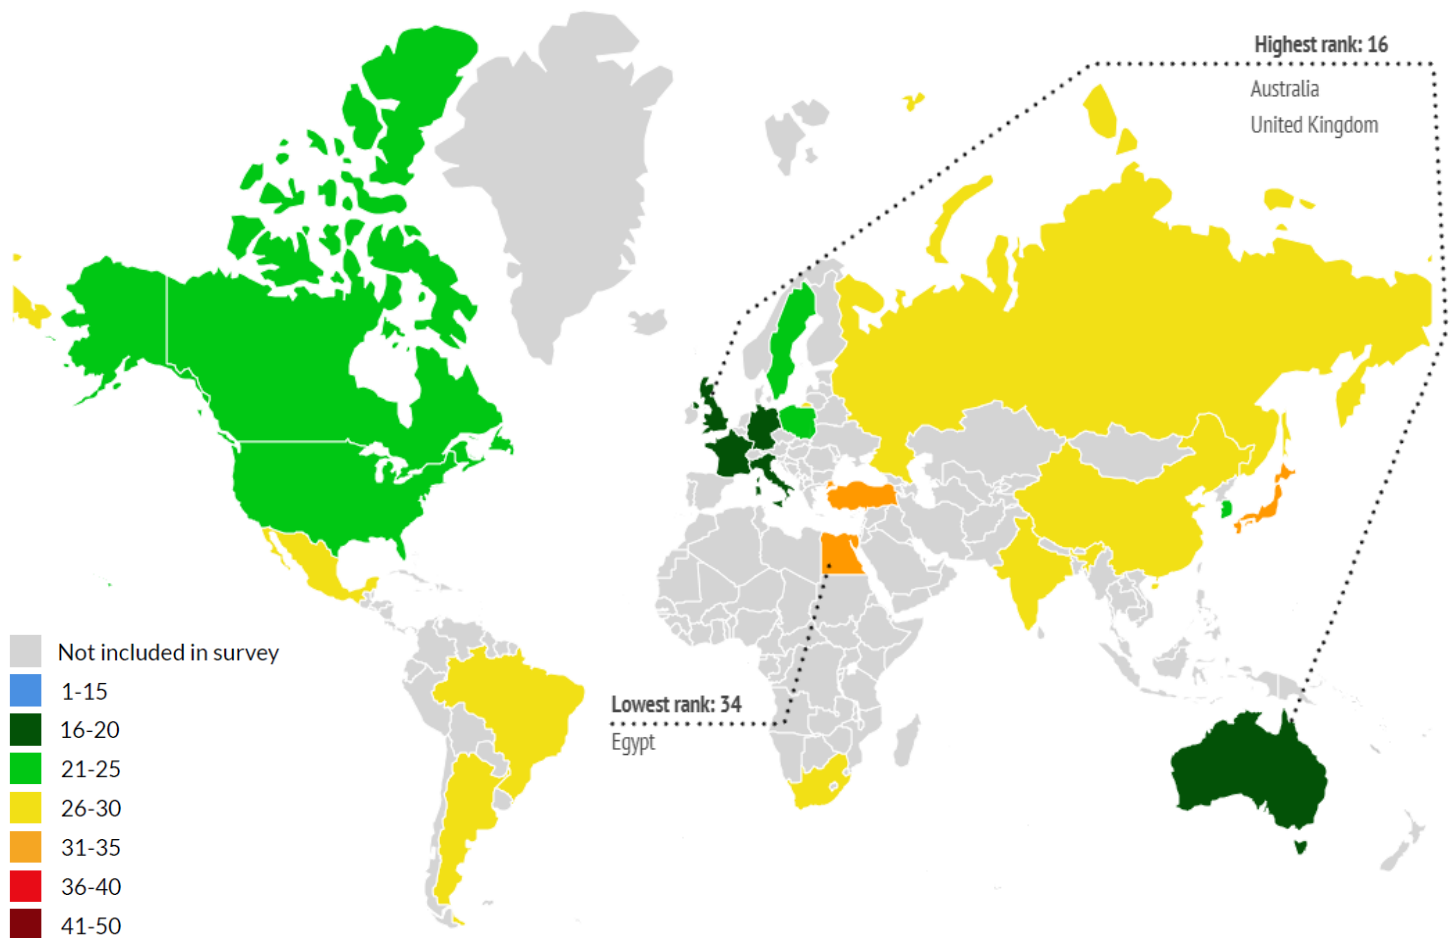 Highest rank: 16
Australia
United Kingdom
Not included in survey
1-15
16-20
21-25
26-30
31-35
36-40
41-50
Lowest rank: 34
Egypt